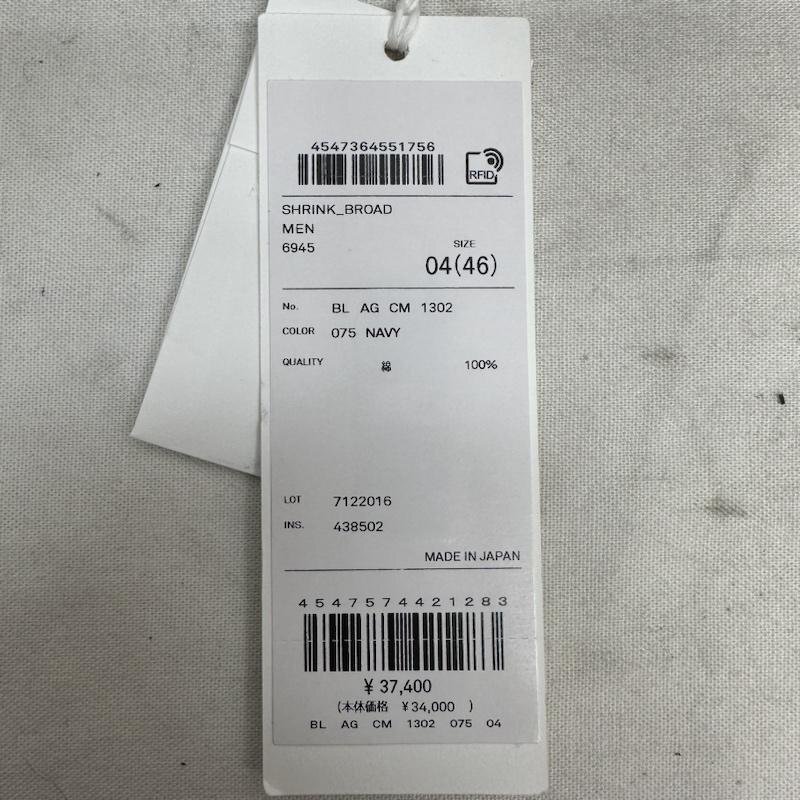 4547364551756
RFID
SHRINK_BROAD
MEN
6945
SIZE
04(46)
No. BL AG CM 1302
COLOR 075 NAVY
QUALITY 綿 100%
LOT 7122016
INS. 438502
MADE IN JAPAN
4547574421283
¥ 37,400
(本体価格 ¥34,000 )
BL AG CM 1302 075 04